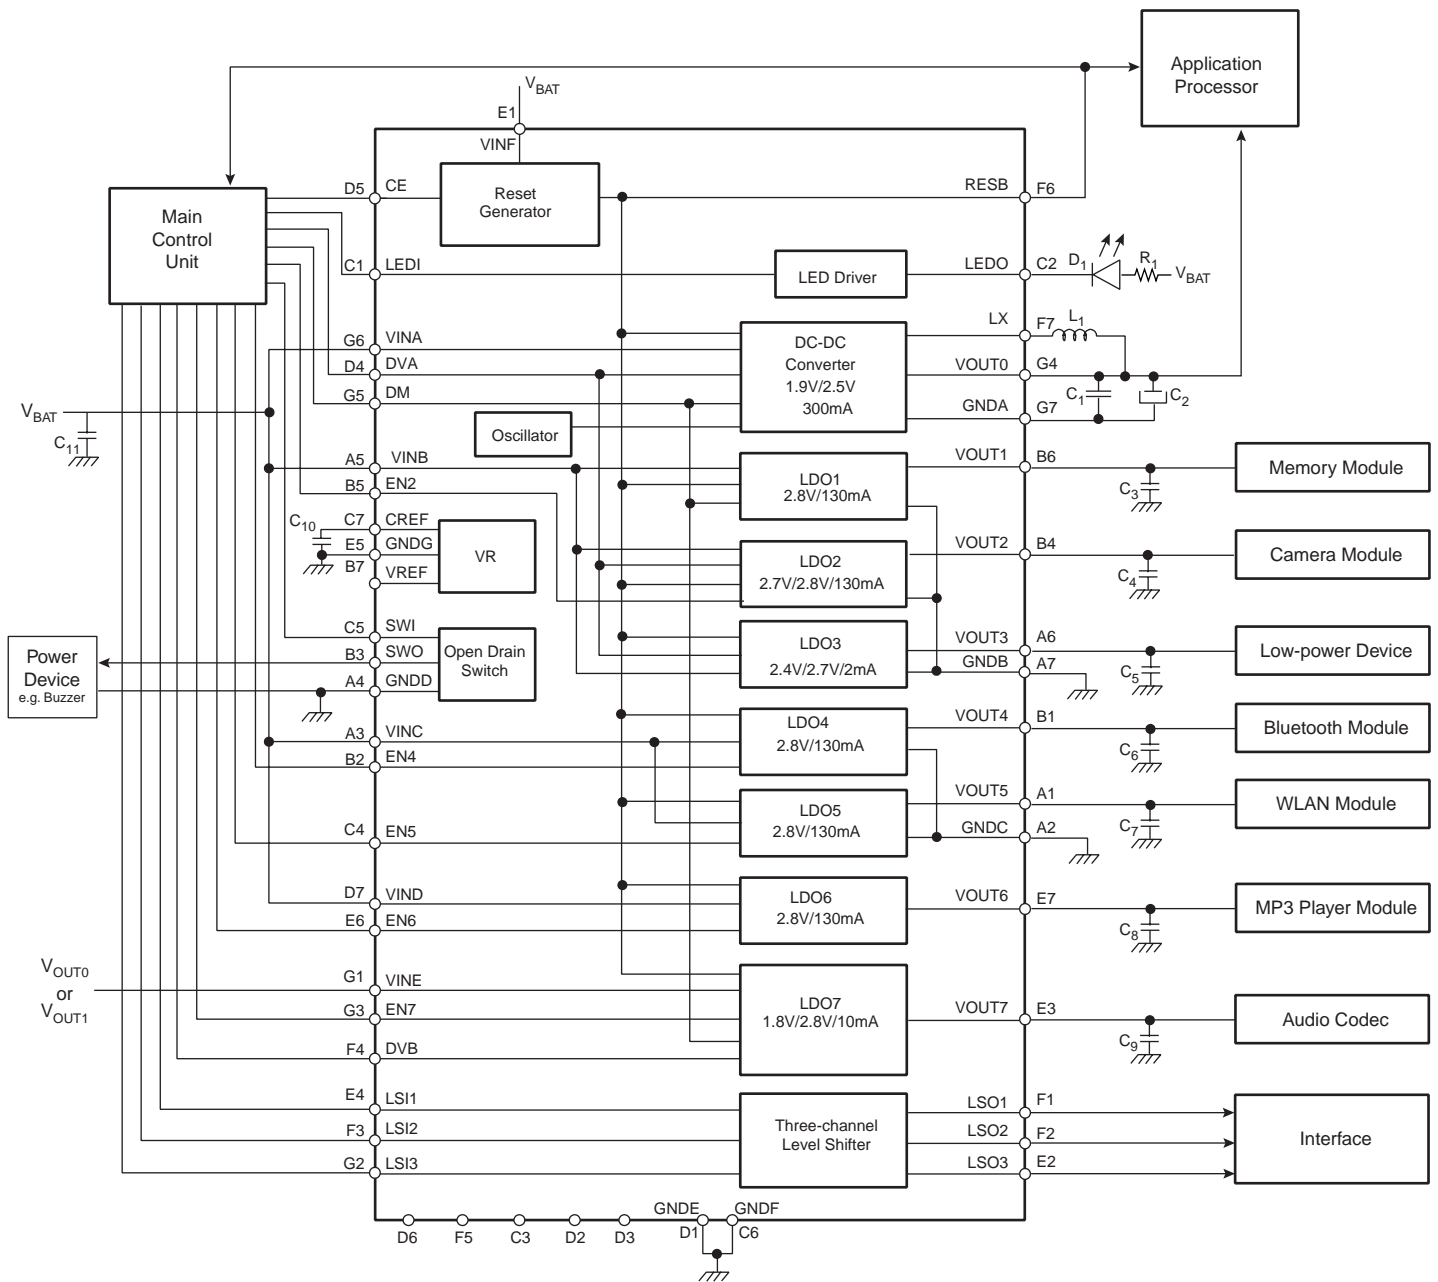 Application
Processor
VBAT
E1
VINF
Main
Control
Unit
D5
CE
Reset
Generator
RESB
F6
C1
LEDI
LED Driver
LEDO
C2
D1
R1
VBAT
LX
F7
L1
G6
VINA
DC-DC
Converter
1.9V/2.5V
300mA
D4
DVA
VOUT0
G4
G5
DM
C1
C2
GNDA
G7
VBAT
C11
Oscillator
A5
VINB
LDO1
2.8V/130mA
VOUT1
B6
Memory Module
B5
EN2
C3
C10
C7
CREF
E5
GNDG
B7
VREF
VR
LDO2
2.7V/2.8V/130mA
VOUT2
B4
Camera Module
C4
C5
SWI
B3
SWO
A4
GNDD
Open Drain
Switch
Power
Device
e.g. Buzzer
LDO3
2.4V/2.7V/2mA
VOUT3
A6
GNDB
A7
Low-power Device
C5
A3
VINC
B2
EN4
LDO4
2.8V/130mA
VOUT4
B1
Bluetooth Module
C6
C4
EN5
LDO5
2.8V/130mA
VOUT5
A1
GNDC
A2
WLAN Module
C7
D7
VIND
E6
EN6
LDO6
2.8V/130mA
VOUT6
E7
MP3 Player Module
C8
VOUT0
or
VOUT1
G1
VINE
G3
EN7
F4
DVB
LDO7
1.8V/2.8V/10mA
VOUT7
E3
Audio Codec
C9
E4
LSI1
F3
LSI2
G2
LSI3
Three-channel
Level Shifter
LSO1
F1
LSO2
F2
LSO3
E2
Interface
GNDE
GNDF
D6
F5
C3
D2
D3
D1
C6